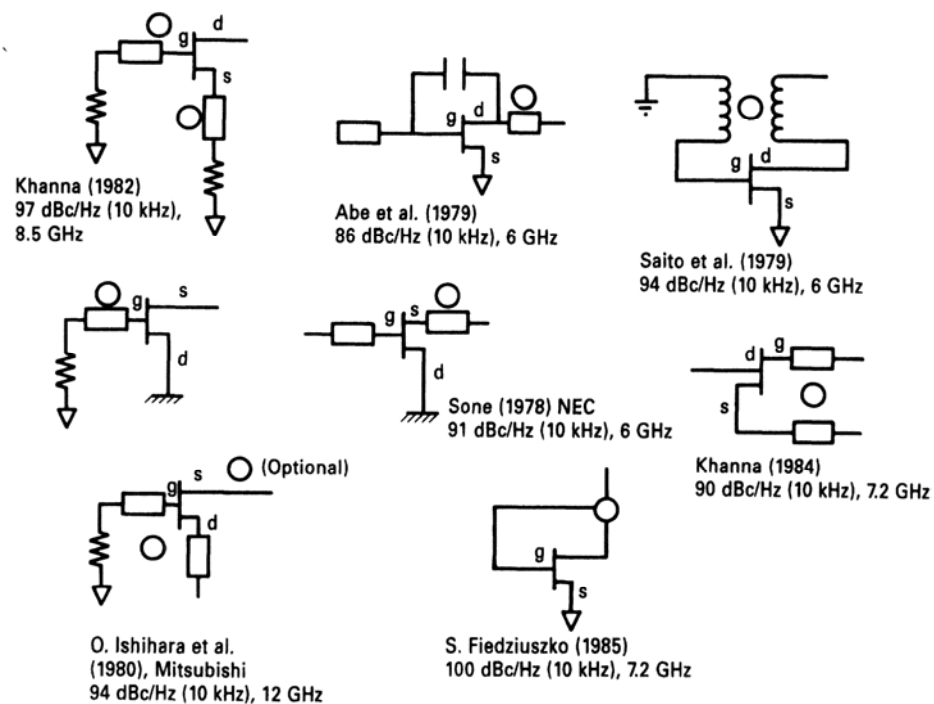 d
g
s
Khanna (1982)
97 dBc/Hz (10 kHz),
8.5 GHz
g
d
s
Abe et al. (1979)
86 dBc/Hz (10 kHz), 6 GHz
g
d
s
Saito et al. (1979)
94 dBc/Hz (10 kHz), 6 GHz
g
s
d
g
s
d
Sone (1978) NEC
91 dBc/Hz (10 kHz), 6 GHz
d
g
s
Khanna (1984)
90 dBc/Hz (10 kHz), 7.2 GHz
(Optional)
g
s
d
O. Ishihara et al.
(1980), Mitsubishi
94 dBc/Hz (10 kHz), 12 GHz
g
s
S. Fiedziuszko (1985)
100 dBc/Hz (10 kHz), 7.2 GHz